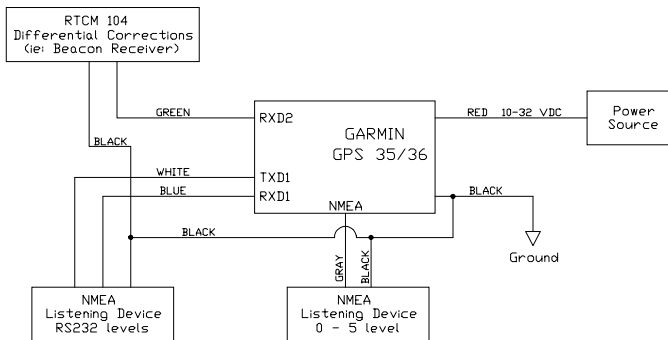 RTCM 104
Differential Corrections
(ie: Beacon Receiver)
GREEN
RXD2
GARMIN
GPS 35/36
RED 10-32 VDC
Power
Source
BLACK
WHITE
TXD1
BLUE
RXD1
NMEA
BLACK
BLACK
GRAY
BLACK
Ground
NMEA
Listening Device
RS232 levels
NMEA
Listening Device
0 - 5 level